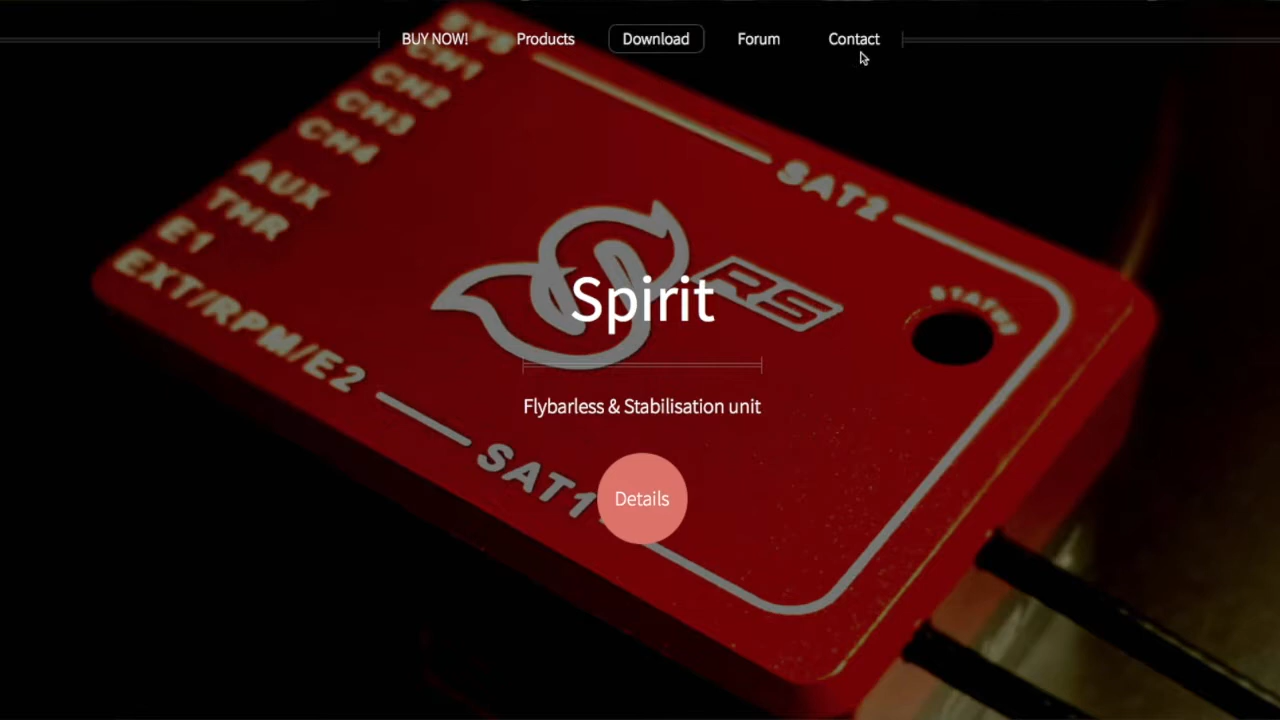 BUY NOW! Products Download Forum Contact
SYS
CH1
CH2
CH3
CH4
AUX
THR
E1
EXT/RPM/E2
SAT2
RS
STATUS
Spirit
Flybarless & Stabilisation unit
SAT1
Details